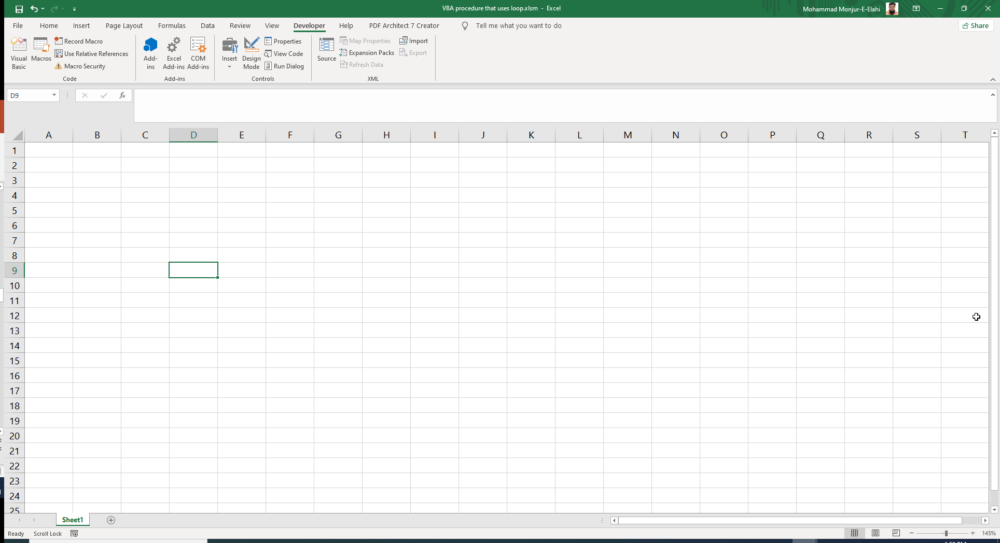 VBA procedure that uses loop.xlsm - Excel
Mohammad Monjur-E-Elahi
File Home Insert Page Layout Formulas Data Review View Developer Help PDF Architect 7 Creator Tell me what you want to do Share
Visual Basic
Macros
Record Macro
Use Relative References
Macro Security
Code
Add-ins
Excel Add-ins
COM Add-ins
Add-ins
Insert
Design Mode
Properties
View Code
Run Dialog
Controls
Source
Map Properties
Expansion Packs
Refresh Data
Import
Export
XML
D9
fx
A B C D E F G H I J K L M N O P Q R S T
1
2
3
4
5
6
7
8
9
10
11
12
13
14
15
16
17
18
19
20
21
22
23
24
25
Sheet1
Ready Scroll Lock 145%